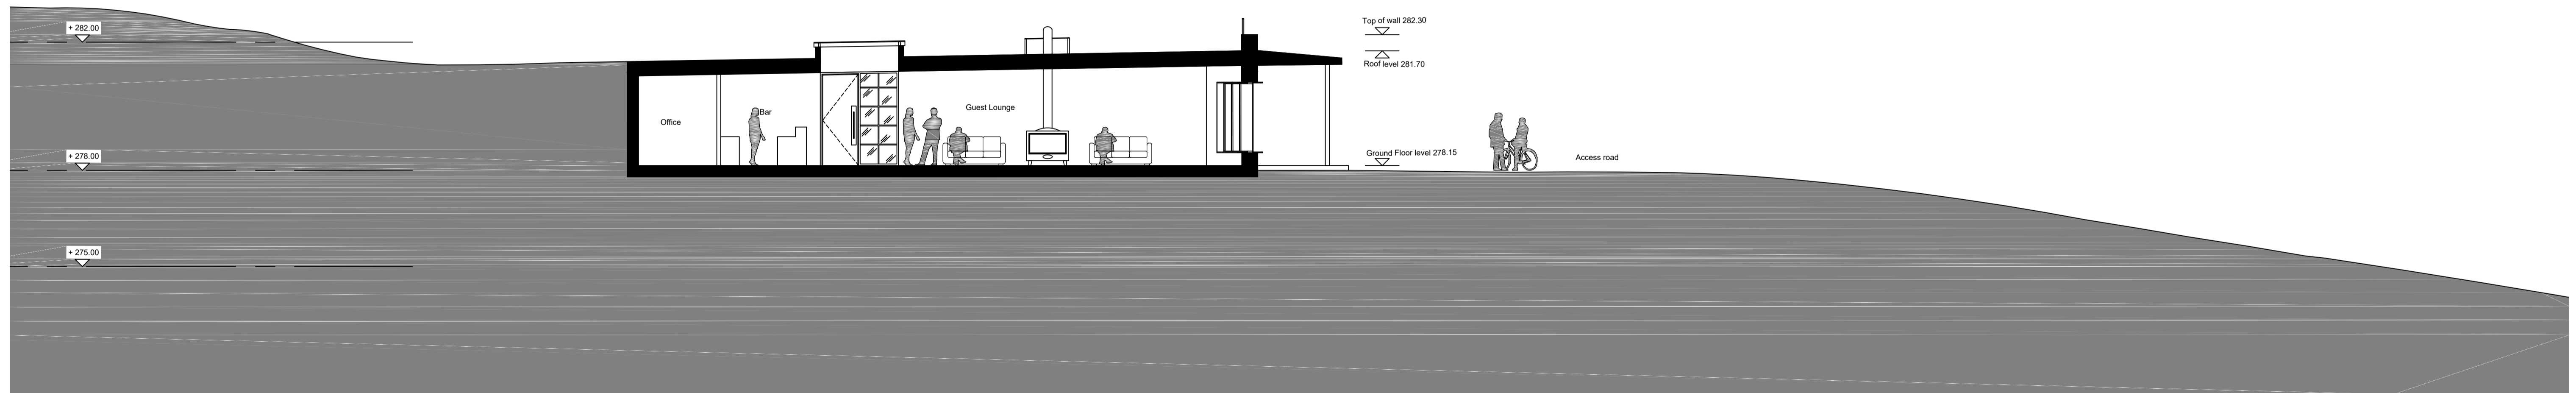 + 282.00
Top of wall 282.30
Roof level 281.70
Office
Bar
Guest Lounge
+ 278.00
Ground Floor level 278.15
Access road
+ 275.00